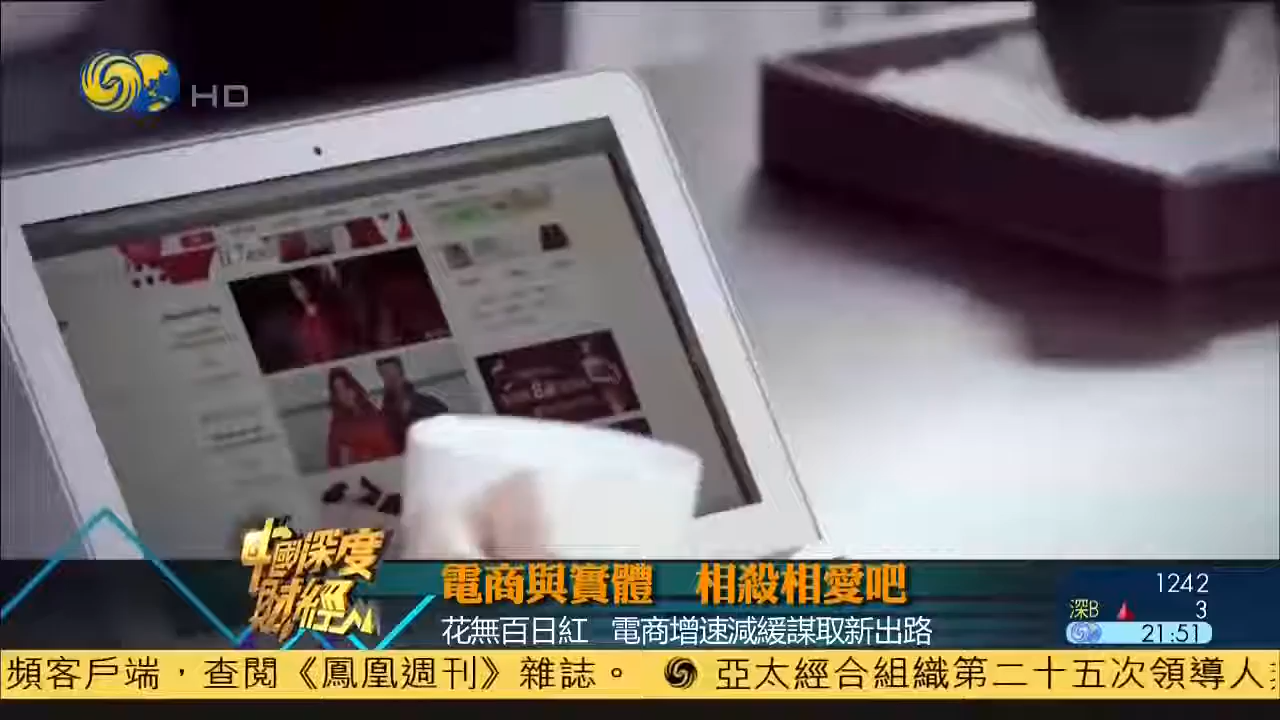 HD
中國深度
財經
電商與實體 相殺相愛吧
花無百日紅 電商增速減緩謀取新出路
1242
深B 3
21:51
頻客戶端，查閱《鳳凰週刊》雜誌。 亞太經合組織第二十五次領導人